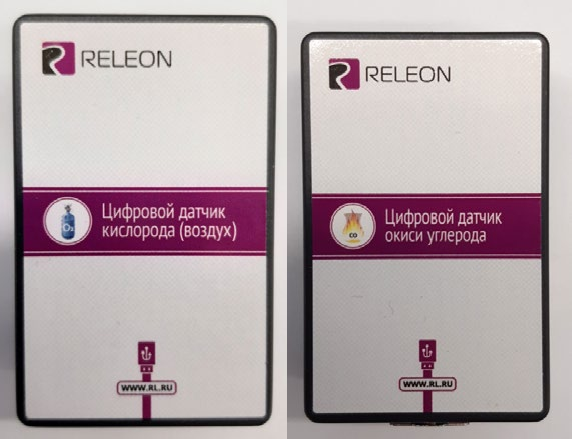 RELEON
O₂
Цифровой датчик
кислорода (воздух)
WWW.RL.RU
RELEON
CO
Цифровой датчик
окиси углерода
WWW.RL.RU